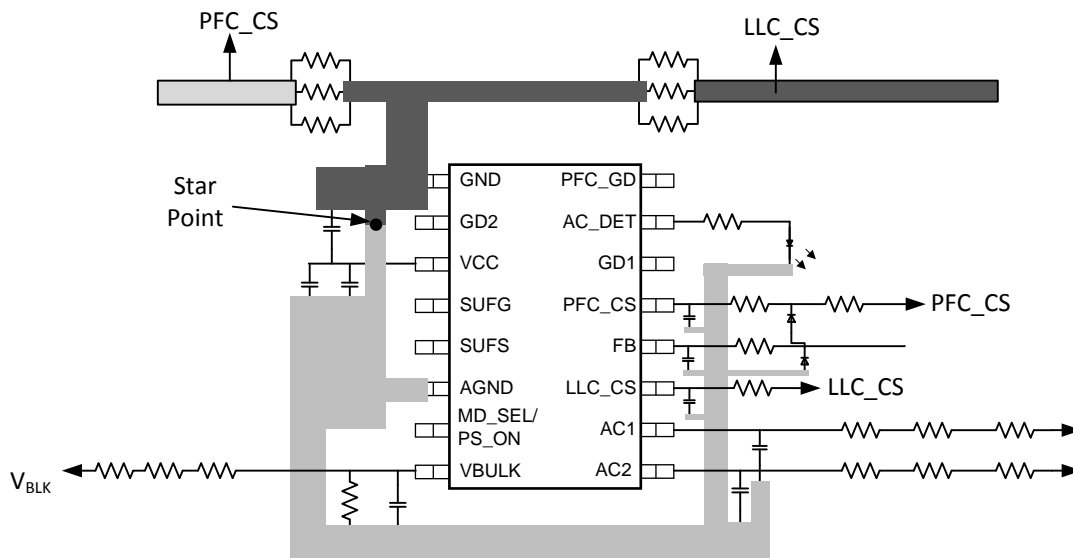 PFC_CS
LLC_CS
Star
Point
GND
GD2
VCC
SUFG
SUFS
AGND
MD_SEL/
PS_ON
VBULK
PFC_GD
AC_DET
GD1
PFC_CS
FB
LLC_CS
AC1
AC2
PFC_CS
LLC_CS
VBLK